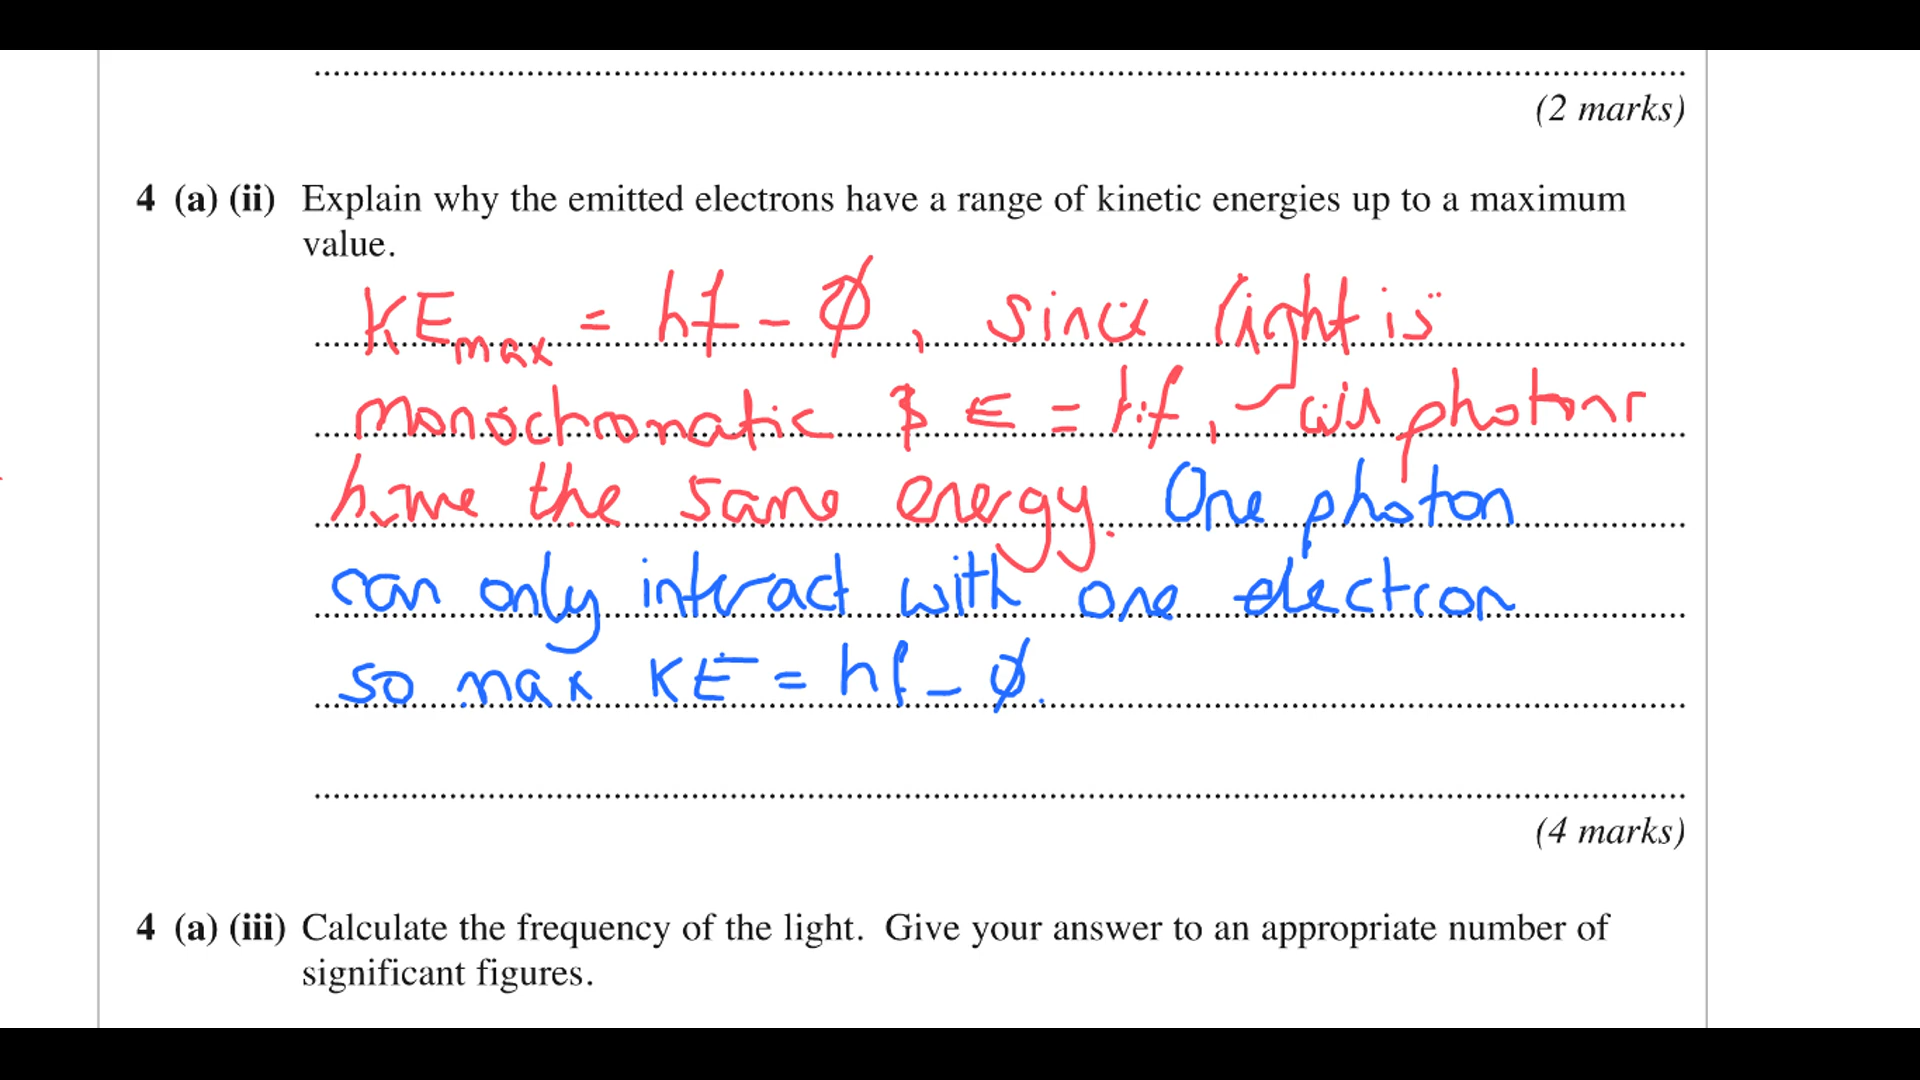 (2 marks)
4 (a) (ii) Explain why the emitted electrons have a range of kinetic energies up to a maximum
value.
KEmax = hf - Ø, since light is
monochromatic & E = hf, all photons
have the same energy. One photon
can only interact with one electron
so max KE = hf - Ø.
(4 marks)
4 (a) (iii) Calculate the frequency of the light. Give your answer to an appropriate number of
significant figures.